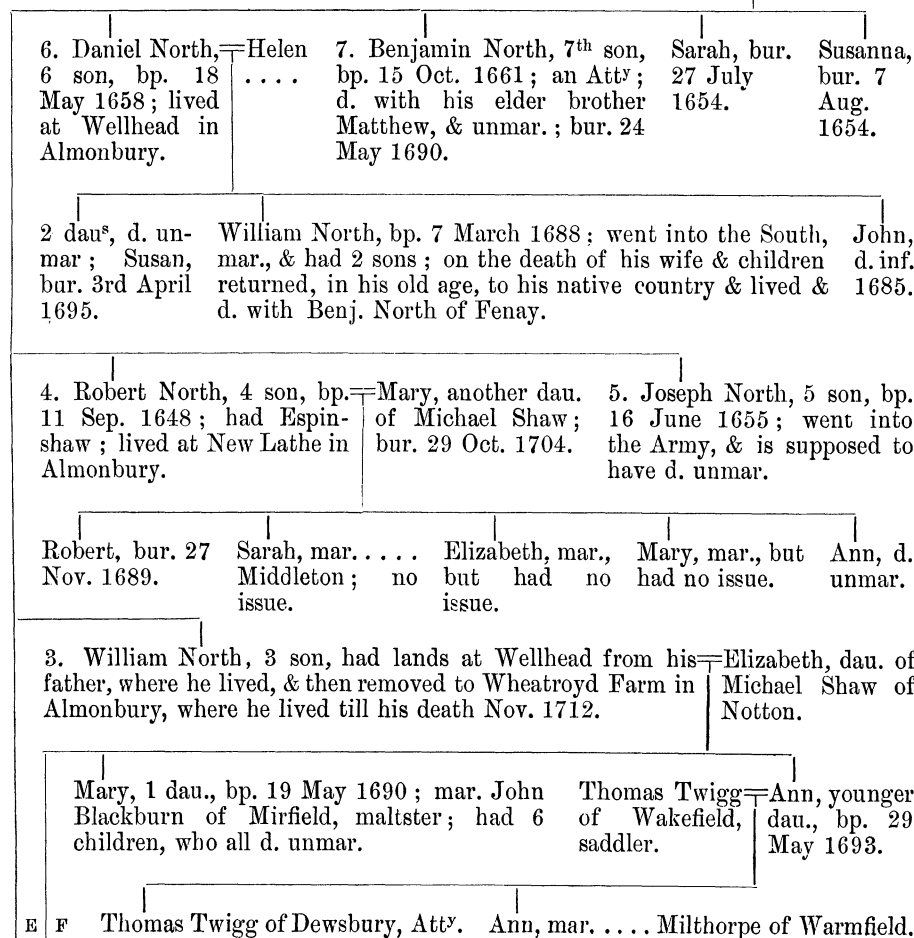 6. Daniel North,=Helen
6 son, bp. 18 . . . .
May 1658 ; lived
at Wellhead in
Almonbury.
7. Benjamin North, 7th son,
bp. 15 Oct. 1661 ; an Atty ;
d. with his elder brother
Matthew, & unmar. ; bur. 24
May 1690.
Sarah, bur.
27 July
1654.
Susanna,
bur. 7
Aug.
1654.
2 daus, d. un-
mar ; Susan,
bur. 3rd April
1695.
William North, bp. 7 March 1688 ; went into the South,
mar., & had 2 sons ; on the death of his wife & children
returned, in his old age, to his native country & lived &
d. with Benj. North of Fenay.
John,
d. inf.
1685.
4. Robert North, 4 son, bp.=
11 Sep. 1648 ; had Espin-
shaw ; lived at New Lathe in
Almonbury.
Mary, another dau.
of Michael Shaw ;
bur. 29 Oct. 1704.
5. Joseph North, 5 son, bp.
16 June 1655 ; went into
the Army, & is supposed to
have d. unmar.
Robert, bur. 27
Nov. 1689.
Sarah, mar. . . . .
Middleton ; no
issue.
Elizabeth, mar.,
but had no
issue.
Mary, mar., but
had no issue.
Ann, d.
unmar.
3. William North, 3 son, had lands at Wellhead from his=
father, where he lived, & then removed to Wheatroyd Farm in
Almonbury, where he lived till his death Nov. 1712.
Elizabeth, dau. of
Michael Shaw of
Notton.
Mary, 1 dau., bp. 19 May 1690 ; mar. John
Blackburn of Mirfield, maltster ; had 6
children, who all d. unmar.
Thomas Twigg=
of Wakefield,
saddler.
Ann, younger
dau., bp. 29
May 1693.
E F Thomas Twigg of Dewsbury, Atty. Ann, mar. . . . . Milthorpe of Warmfield.